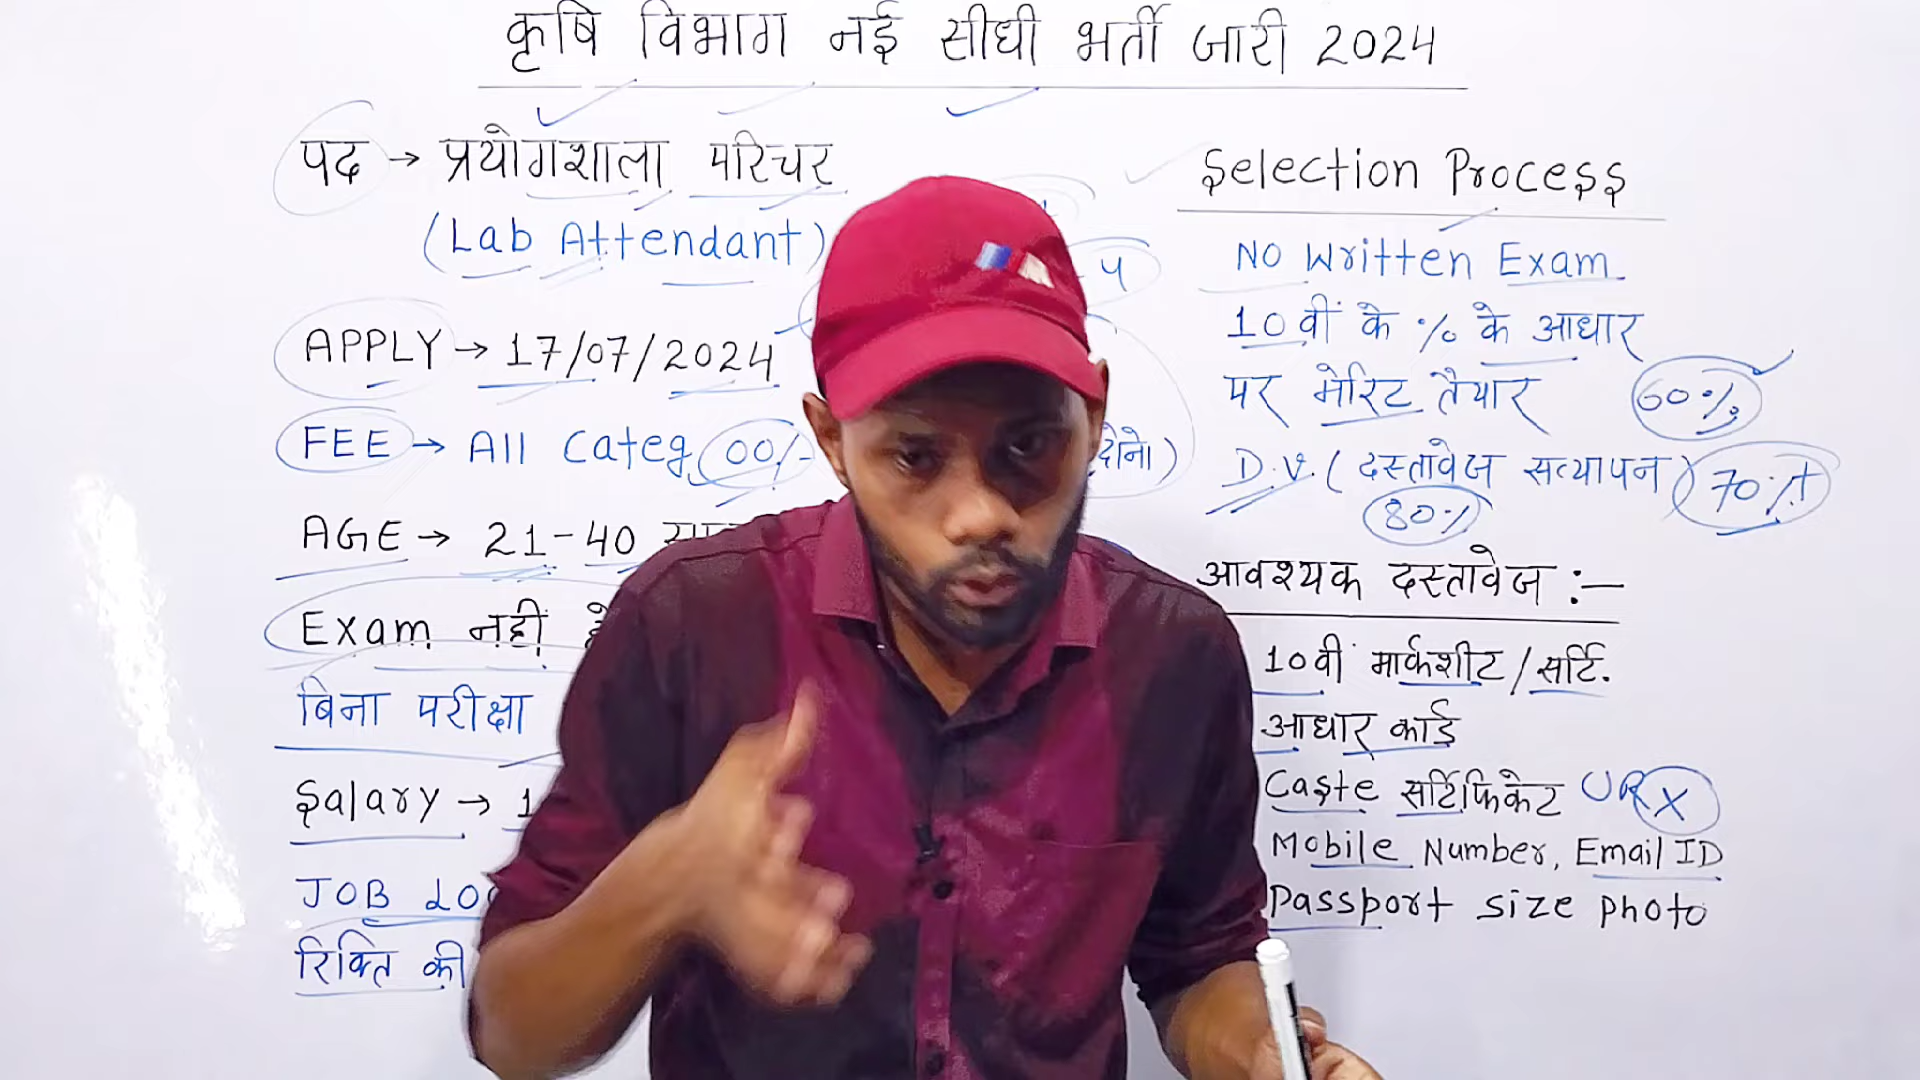 कृषि विभाग नई सीधी भर्ती जारी 2024
पद → प्रयोगशाला परिचर
(Lab Attendant)
4
APPLY → 17/07/2024
FEE → All Categ 00/-
दोनो)
AGE → 21-40
Exam नहीं
बिना परीक्षा
Salary → 1
JOB LOC
रिक्ति की
Selection Process
NO Written Exam
10वीं के % के आधार
पर मेरिट तैयार 60%
D.V. (दस्तावेज सत्यापन) 70%
80%
आवश्यक दस्तावेज :-
10वीं मार्कशीट/सर्टि.
आधार कार्ड
Caste सर्टिफिकेट UR X
Mobile Number, Email ID
Passport size photo